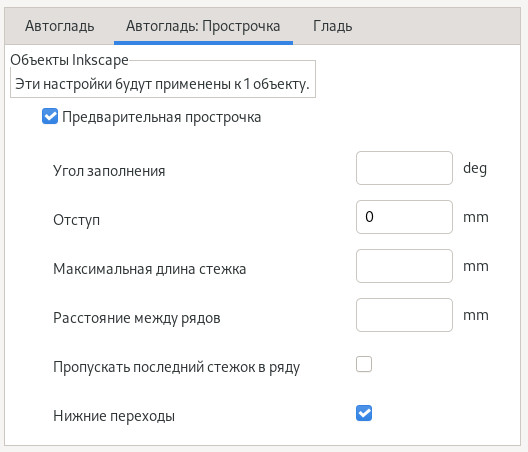 Автогладь Автогладь: Прострочка Гладь
Объекты Inkscape
Эти настройки будут применены к 1 объекту.
Предварительная прострочка
Угол заполнения deg
Отступ 0 mm
Максимальная длина стежка mm
Расстояние между рядов mm
Пропускать последний стежок в ряду
Нижние переходы